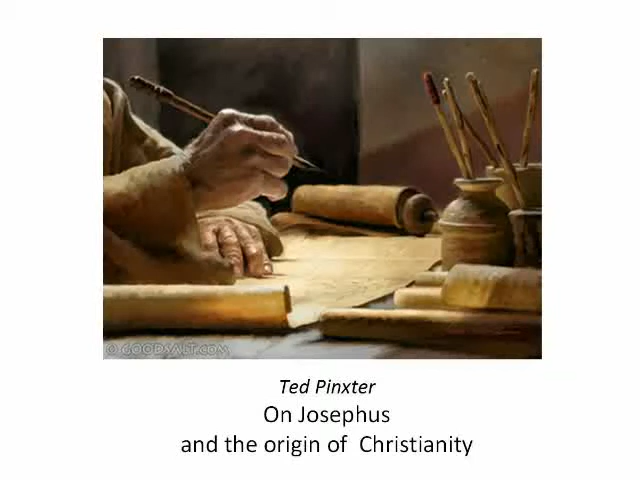 © GOODSALT.COM
Ted Pinxter
On Josephus
and the origin of Christianity